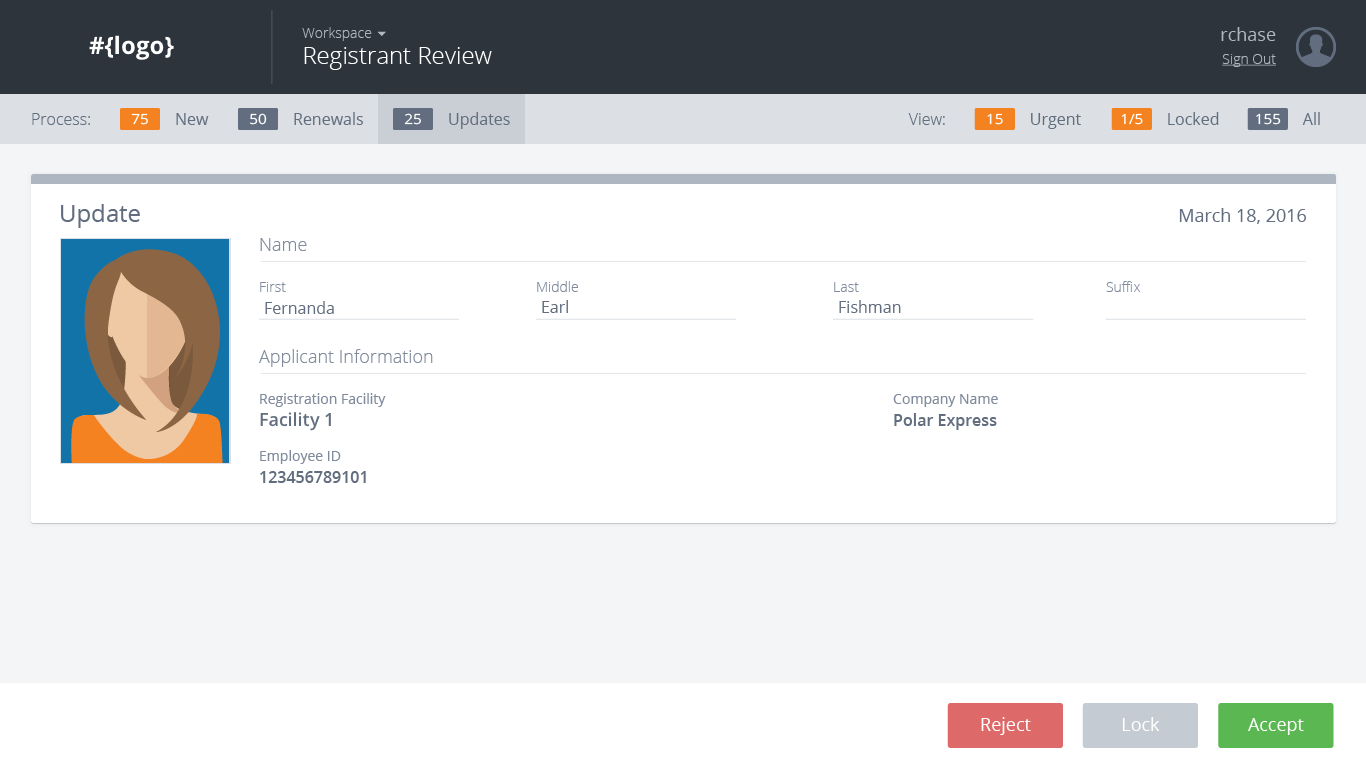 #{logo}
Workspace
Registrant Review
rchase
Sign Out
Process: 75 New 50 Renewals 25 Updates View: 15 Urgent 1/5 Locked 155 All
Update
March 18, 2016
Name
First Middle Last Suffix
Fernanda Earl Fishman
Applicant Information
Registration Facility Company Name
Facility 1 Polar Express
Employee ID
123456789101
Reject Lock Accept